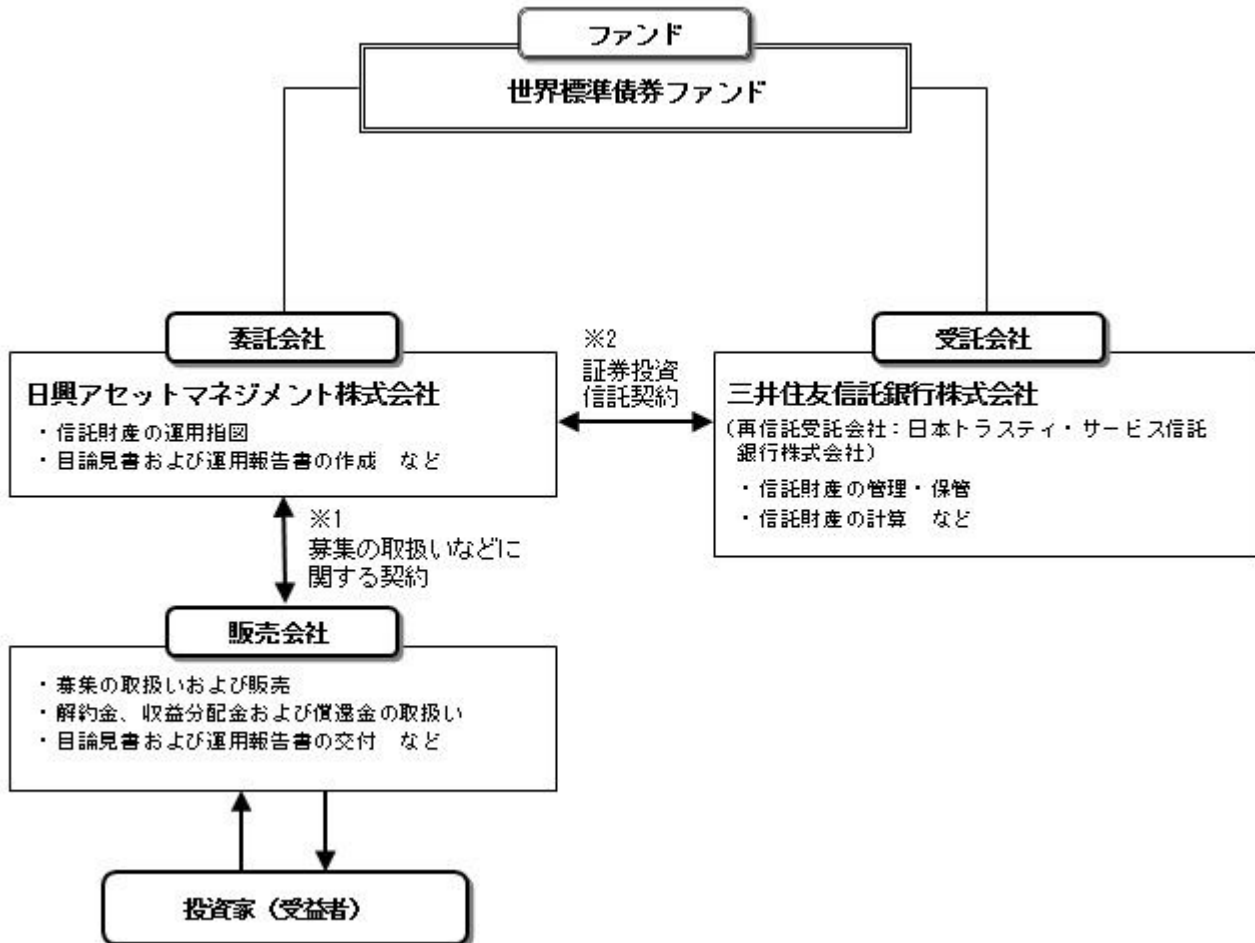 ファンド
世界標準債券ファンド
委託会社
日興アセットマネジメント株式会社
・信託財産の運用指図
・目論見書および運用報告書の作成　など
※2
証券投資
信託契約
受託会社
三井住友信託銀行株式会社
（再信託受託会社：日本トラスティ・サービス信託
銀行株式会社）
・信託財産の管理・保管
・信託財産の計算　など
※1
募集の取扱いなどに
関する契約
販売会社
・募集の取扱いおよび販売
・解約金、収益分配金および償還金の取扱い
・目論見書および運用報告書の交付　など
投資家（受益者）